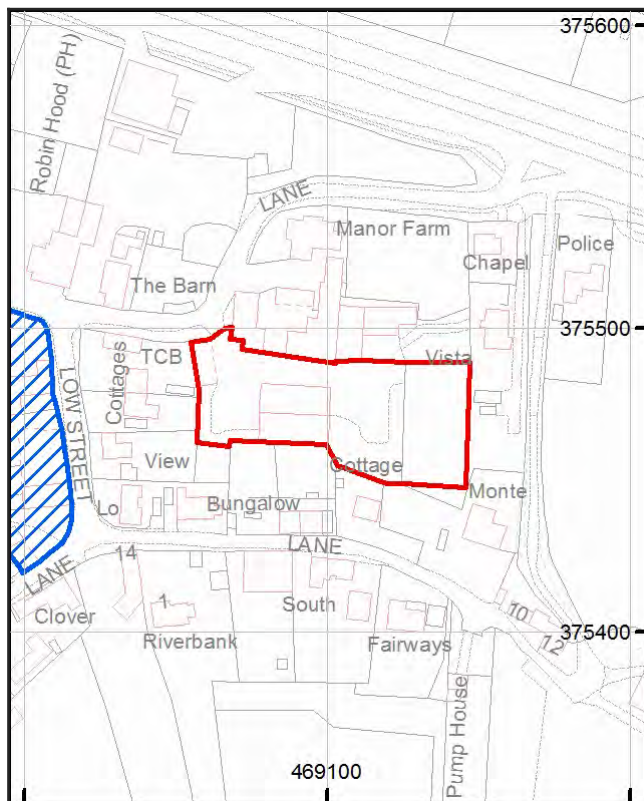 375600
Robin Hood (PH)
LANE
Manor Farm
Police
Chapel
The Barn
375500
TCB
Vista
Cottages
LOW STREET
View
Cottage
Monte
Bungalow
Lo
LANE
14
LANE
Clover
1
South
10
12
375400
Riverbank
Fairways
Pump House
469100